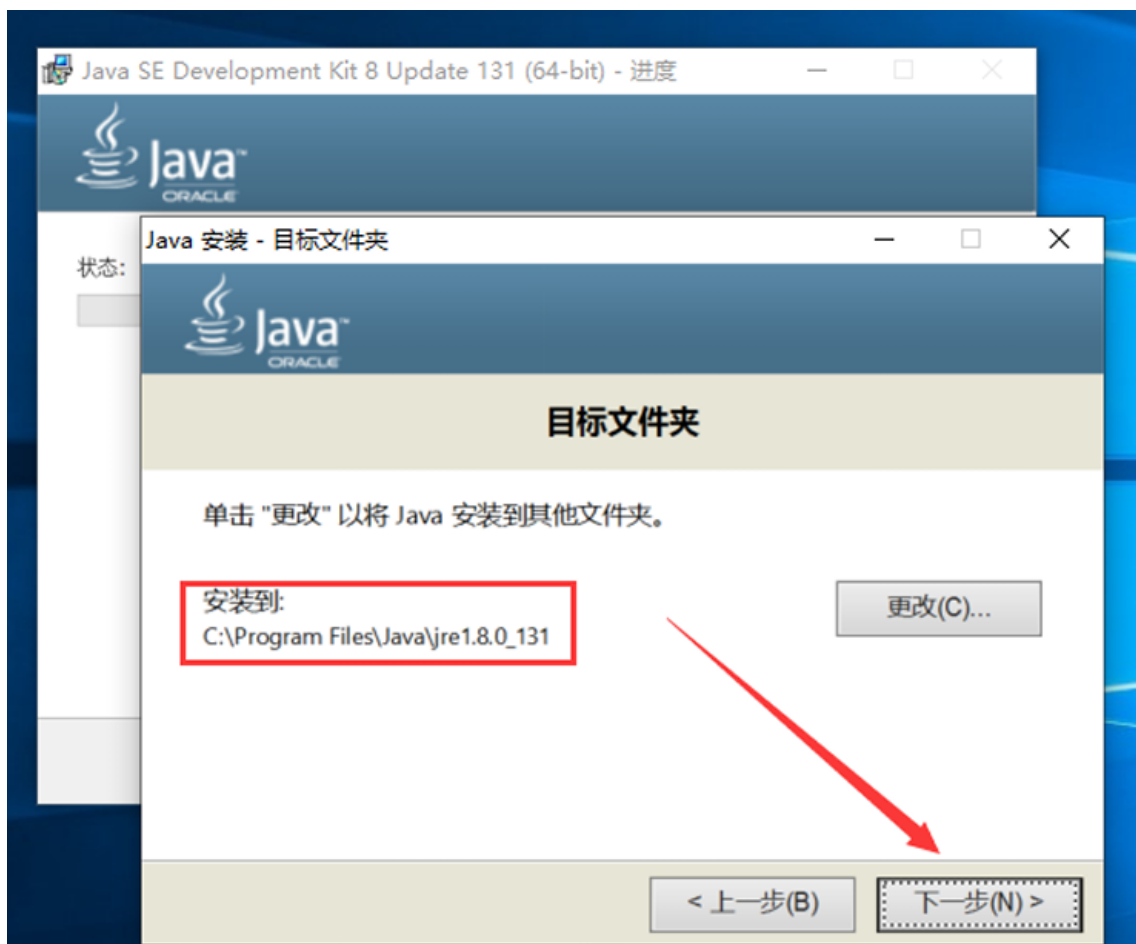 Java SE Development Kit 8 Update 131 (64-bit) - 进度
Java™
ORACLE
状态:
Java 安装 - 目标文件夹
Java™
ORACLE
目标文件夹
单击 "更改" 以将 Java 安装到其他文件夹。
安装到:
更改(C)...
C:\Program Files\Java\jre1.8.0_131
< 上一步(B)
下一步(N) >